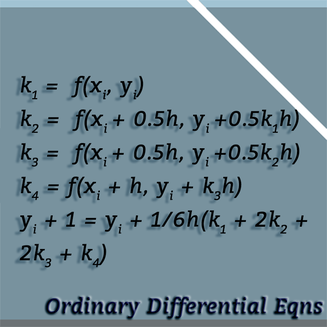 k₁ = f(xᵢ, yᵢ)
k₂ = f(xᵢ + 0.5h, yᵢ +0.5k₁h)
k₃ = f(xᵢ + 0.5h, yᵢ +0.5k₂h)
k₄ = f(xᵢ + h, yᵢ + k₃h)
yᵢ + 1 = yᵢ + 1/6h(k₁ + 2k₂ +
2k₃ + k₄)
Ordinary Differential Eqns